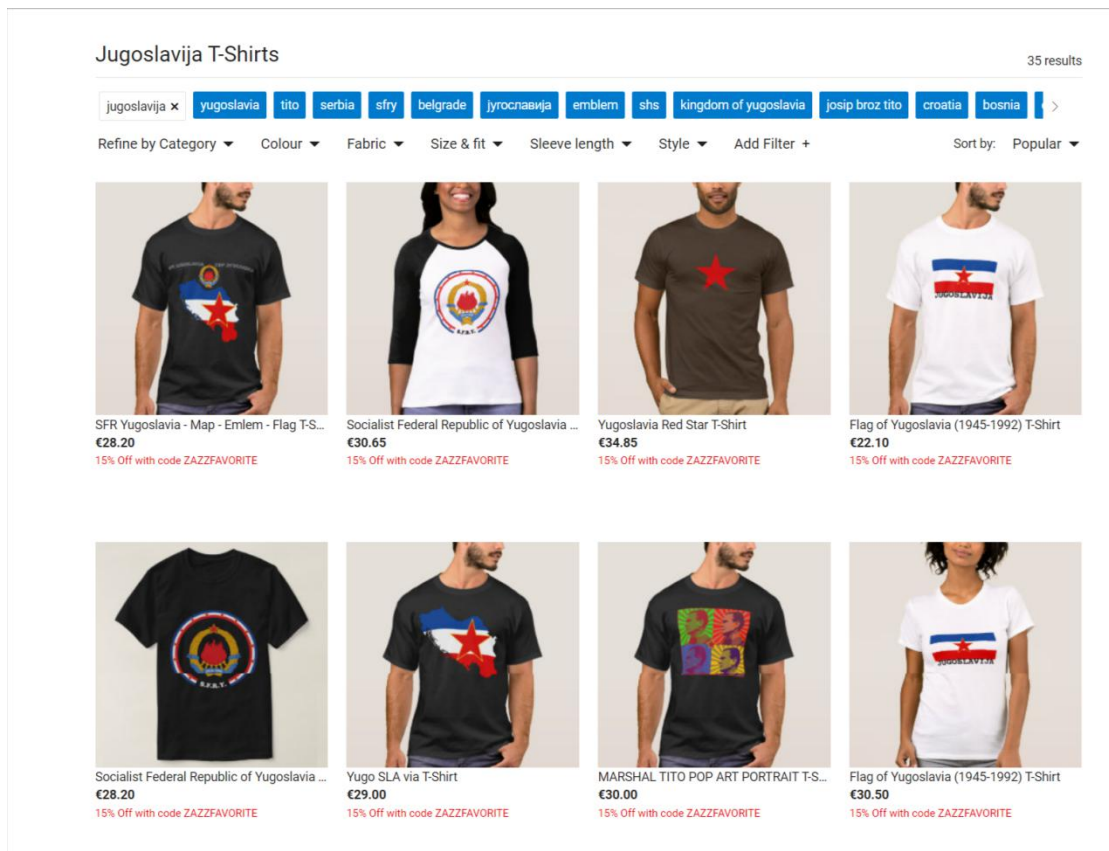 Jugoslavija T-Shirts
35 results
jugoslavija × yugoslavia tito serbia sfry belgrade југославија emblem shs kingdom of yugoslavia josip broz tito croatia bosnia
Refine by Category Colour Fabric Size & fit Sleeve length Style Add Filter + Sort by: Popular
JUGOSLAVIJA
S.F.R.Y.
SFR Yugoslavia - Map - Emlem - Flag T-S... Socialist Federal Republic of Yugoslavia ... Yugoslavia Red Star T-Shirt Flag of Yugoslavia (1945-1992) T-Shirt
€28.20 €30.65 €34.85 €22.10
15% Off with code ZAZZFAVORITE 15% Off with code ZAZZFAVORITE 15% Off with code ZAZZFAVORITE 15% Off with code ZAZZFAVORITE
JUGOSLAVIJA
S.F.R.Y.
Socialist Federal Republic of Yugoslavia ... Yugo SLA via T-Shirt MARSHAL TITO POP ART PORTRAIT T-S... Flag of Yugoslavia (1945-1992) T-Shirt
€28.20 €29.00 €30.00 €30.50
15% Off with code ZAZZFAVORITE 15% Off with code ZAZZFAVORITE 15% Off with code ZAZZFAVORITE 15% Off with code ZAZZFAVORITE